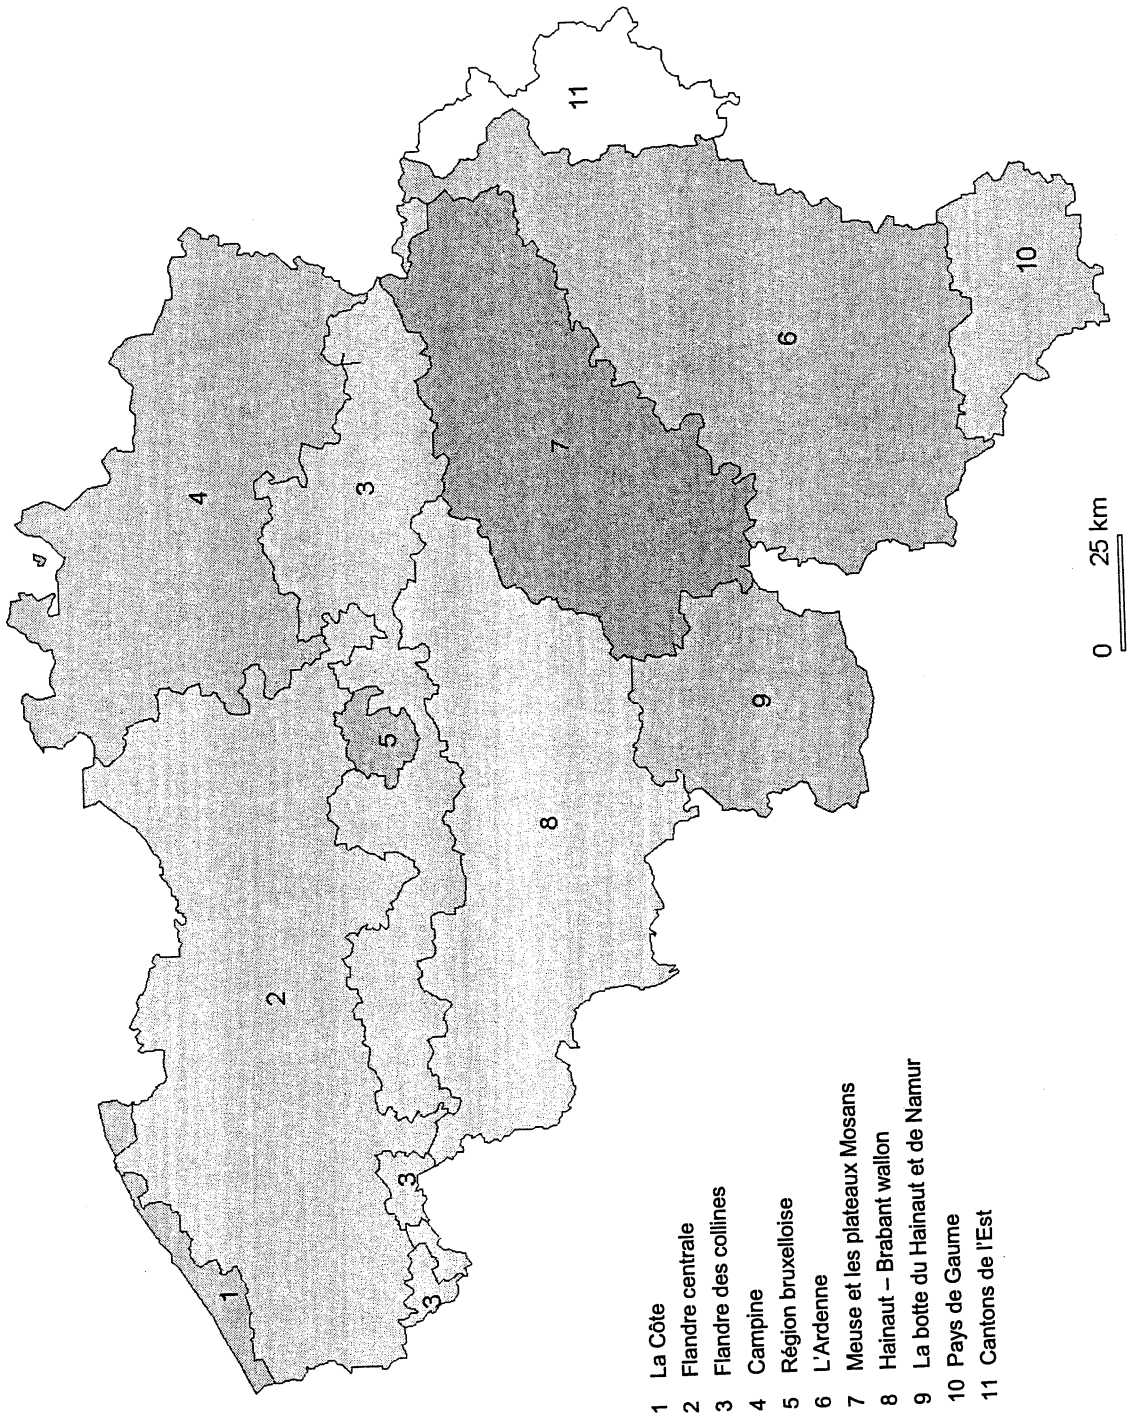 1
2
3
3
3
4
5
6
7
8
9
10
11
1 La Côte
2 Flandre centrale
3 Flandre des collines
4 Campine
5 Région bruxelloise
6 L'Ardenne
7 Meuse et les plateaux Mosans
8 Hainaut – Brabant wallon
9 La botte du Hainaut et de Namur
10 Pays de Gaume
11 Cantons de l'Est
0 25 km